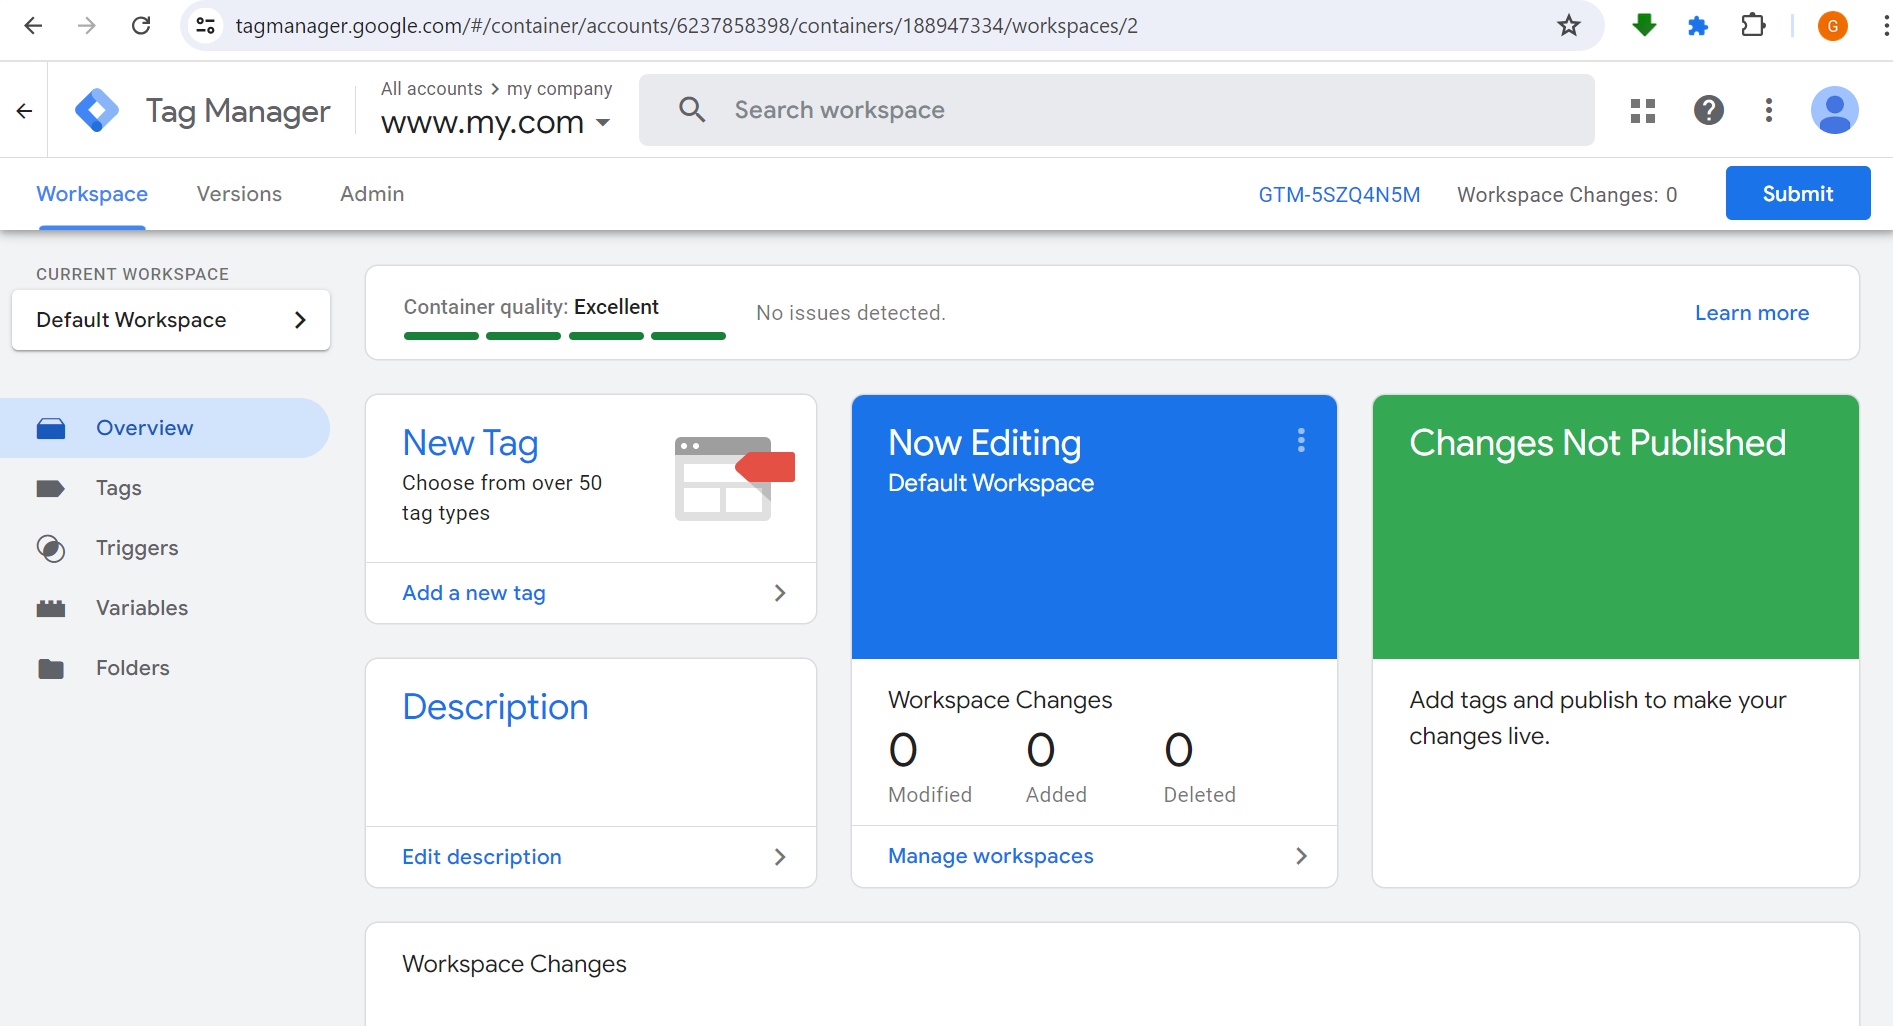 tagmanager.google.com/#/container/accounts/6237858398/containers/188947334/workspaces/2
G
Tag Manager
All accounts > my company
www.my.com
Search workspace
Workspace Versions Admin
GTM-5SZQ4N5M Workspace Changes: 0 Submit
CURRENT WORKSPACE
Default Workspace
Overview
Tags
Triggers
Variables
Folders
Container quality: Excellent
No issues detected.
Learn more
New Tag
Choose from over 50
tag types
Add a new tag
Description
Edit description
Now Editing
Default Workspace
Workspace Changes
0 0 0
Modified Added Deleted
Manage workspaces
Changes Not Published
Add tags and publish to make your
changes live.
Workspace Changes